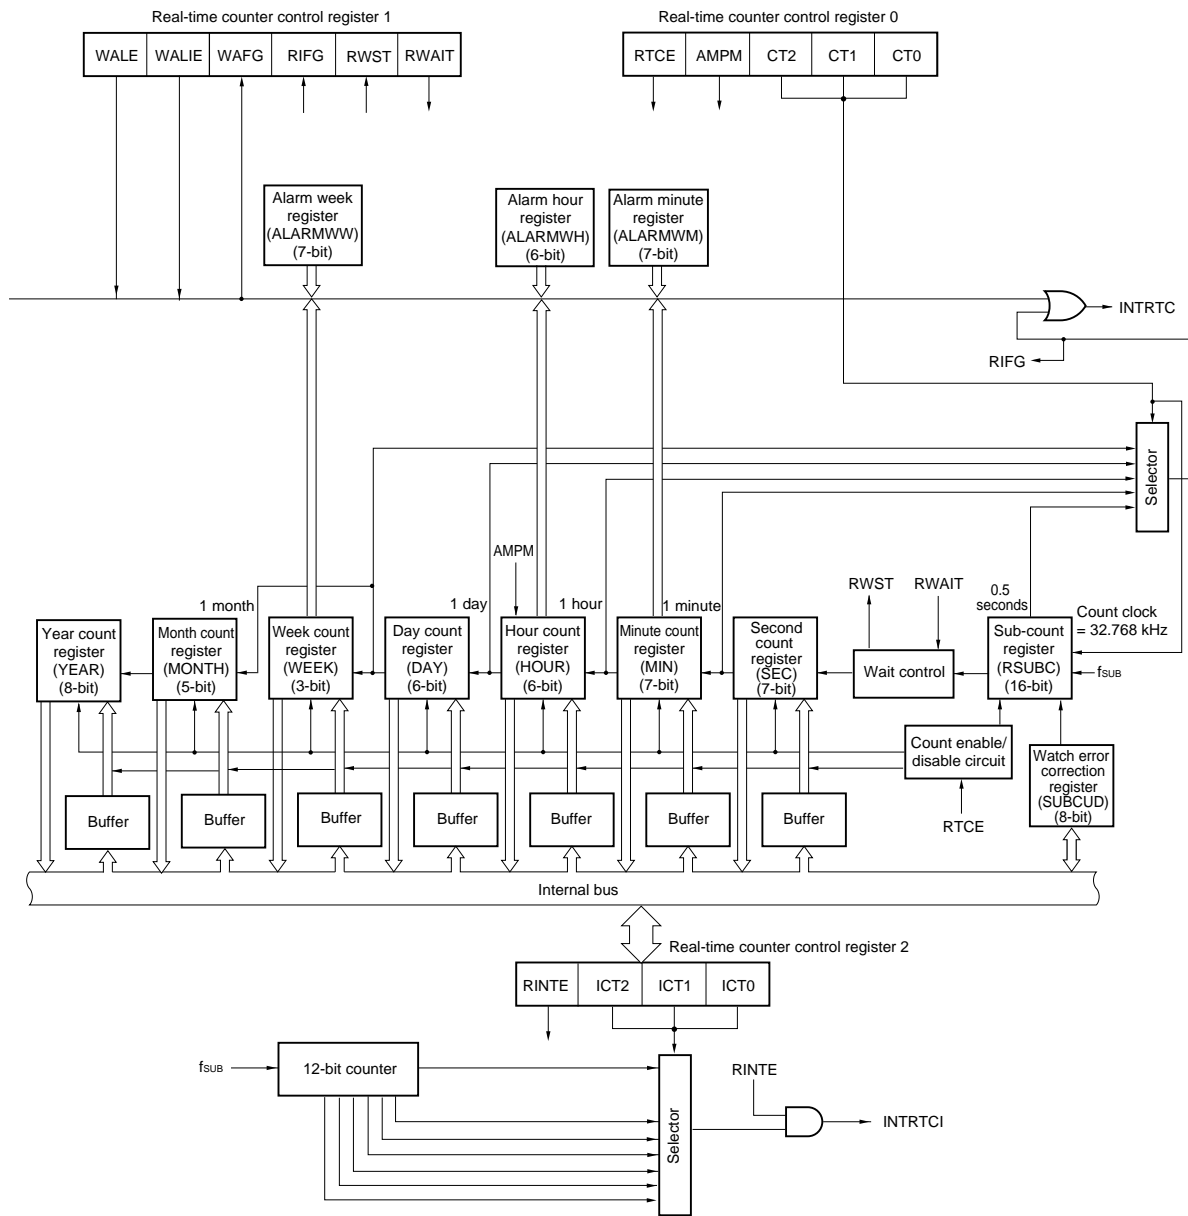 Real-time counter control register 1
Real-time counter control register 0
WALE WALIE WAFG RIFG RWST RWAIT
RTCE AMPM CT2 CT1 CT0
Alarm week
register
(ALARMWW)
(7-bit)
Alarm hour
register
(ALARMWH)
(6-bit)
Alarm minute
register
(ALARMWM)
(7-bit)
INTRTC
RIFG
Selector
AMPM
RWST
RWAIT
0.5
seconds
Count clock
= 32.768 kHz
1 month
1 day
1 hour
1 minute
Year count
register
(YEAR)
(8-bit)
Month count
register
(MONTH)
(5-bit)
Week count
register
(WEEK)
(3-bit)
Day count
register
(DAY)
(6-bit)
Hour count
register
(HOUR)
(6-bit)
Minute count
register
(MIN)
(7-bit)
Second
count
register
(SEC)
(7-bit)
Wait control
Sub-count
register
(RSUBC)
(16-bit)
fSUB
Count enable/
disable circuit
RTCE
Watch error
correction
register
(SUBCUD)
(8-bit)
Buffer
Buffer
Buffer
Buffer
Buffer
Buffer
Buffer
Internal bus
Real-time counter control register 2
RINTE ICT2 ICT1 ICT0
fSUB
12-bit counter
Selector
RINTE
INTRTCI